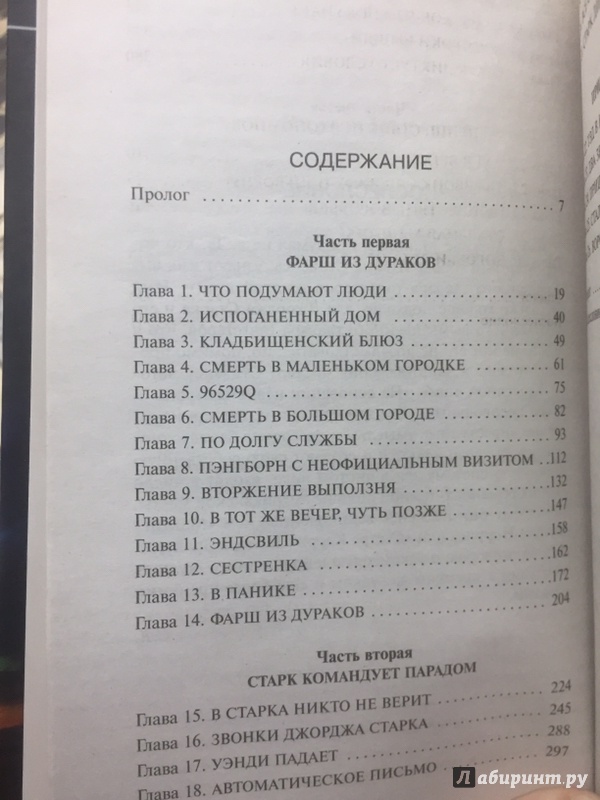 СОДЕРЖАНИЕ
Пролог ........................................ 7
Часть первая
ФАРШ ИЗ ДУРАКОВ
Глава 1. ЧТО ПОДУМАЮТ ЛЮДИ .................. 19
Глава 2. ИСПОГАНЕННЫЙ ДОМ .................. 40
Глава 3. КЛАДБИЩЕНСКИЙ БЛЮЗ ................ 49
Глава 4. СМЕРТЬ В МАЛЕНЬКОМ ГОРОДКЕ ......... 61
Глава 5. 96529Q ............................... 75
Глава 6. СМЕРТЬ В БОЛЬШОМ ГОРОДЕ ............ 82
Глава 7. ПО ДОЛГУ СЛУЖБЫ .................... 93
Глава 8. ПЭНГБОРН С НЕОФИЦИАЛЬНЫМ ВИЗИТОМ ..112
Глава 9. ВТОРЖЕНИЕ ВЫПОЛЗНЯ ................132
Глава 10. В ТОТ ЖЕ ВЕЧЕР, ЧУТЬ ПОЗЖЕ ..........147
Глава 11. ЭНДСВИЛЬ ..........................158
Глава 12. СЕСТРЕНКА .........................162
Глава 13. В ПАНИКЕ ..........................172
Глава 14. ФАРШ ИЗ ДУРАКОВ ................... 204
Часть вторая
СТАРК КОМАНДУЕТ ПАРАДОМ
Глава 15. В СТАРКА НИКТО НЕ ВЕРИТ ............ 224
Глава 16. ЗВОНКИ ДЖОРДЖА СТАРКА ............ 245
Глава 17. УЭНДИ ПАДАЕТ ...................... 288
Глава 18. АВТОМАТИЧЕСКОЕ ПИСЬМО ........... 297
Лабиринт.ру